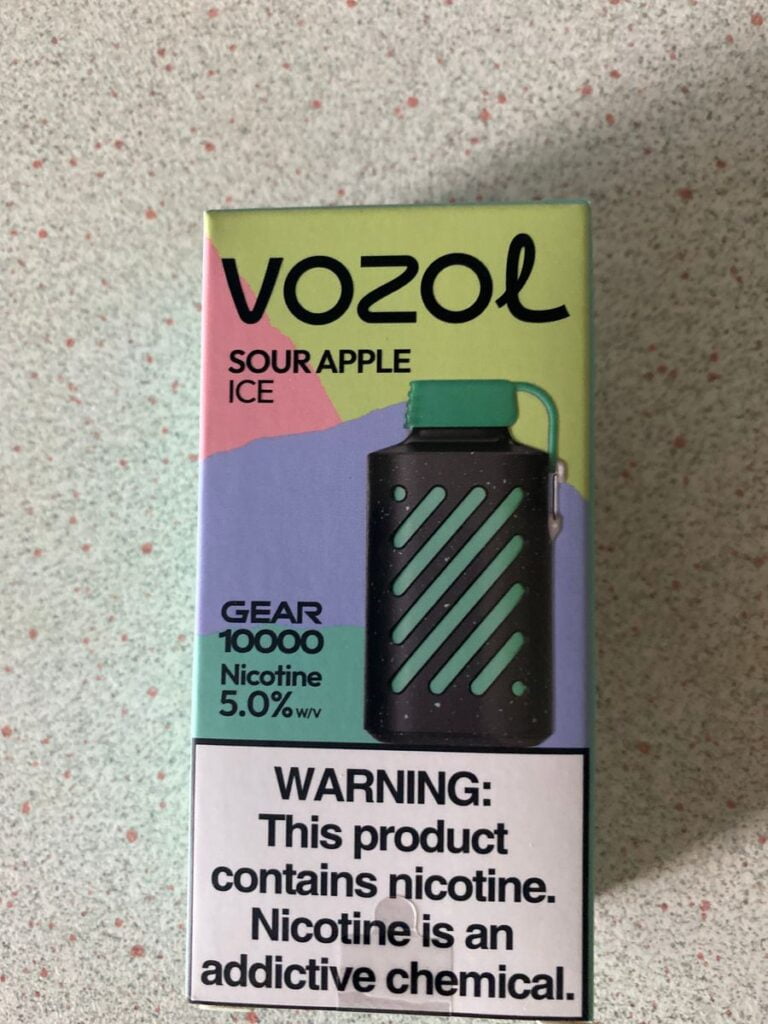 VOZOL
SOUR APPLE
ICE
GEAR
10000
Nicotine
5.0% W/V
WARNING:
This product
contains nicotine.
Nicotine is an
addictive chemical.